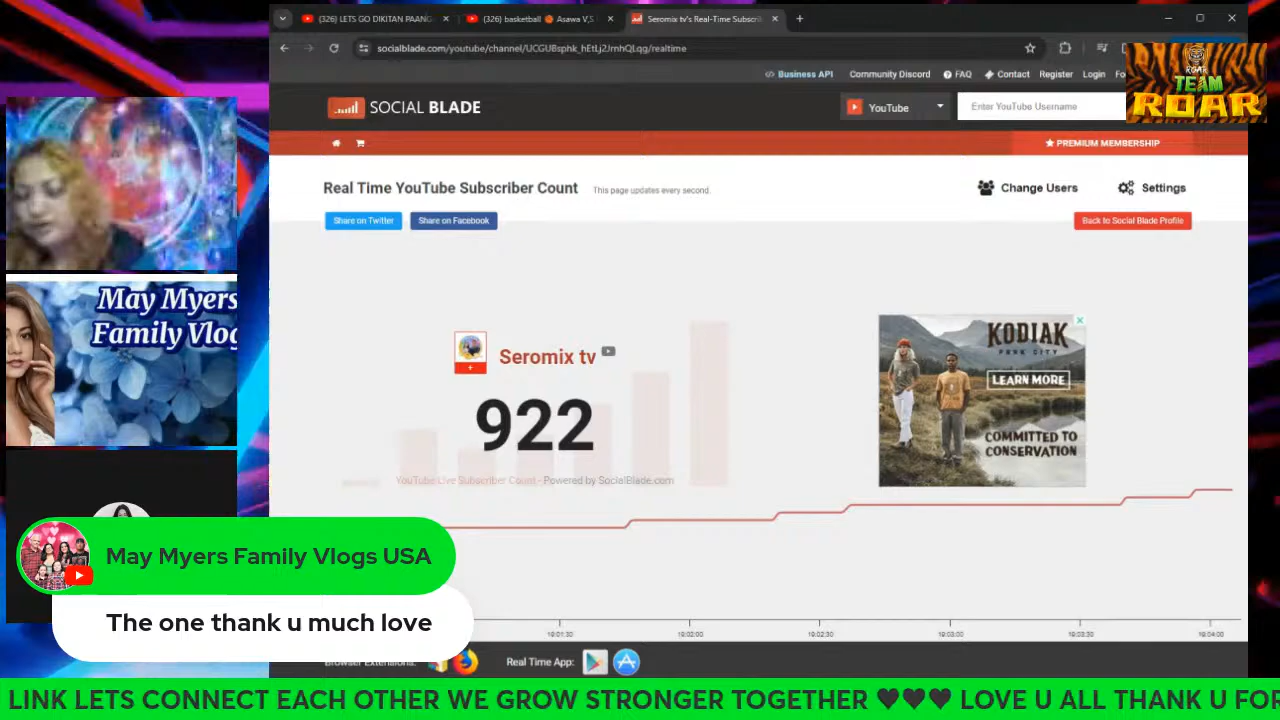 (326) LETS GO DIKITAN PAANG
(326) basketball
Asawa V,S
Seromix tv's Real-Time Subscrib
socialblade.com/youtube/channel/UCGUBsphk_hEtLj2JrnhQLqg/realtime
Business API
Community Discord
FAQ
Contact
Register
Login
SOCIAL BLADE
YouTube
Enter YouTube Username
ROAR
TEAM
ROAR
PREMIUM MEMBERSHIP
Real Time YouTube Subscriber Count
This page updates every second.
Change Users
Settings
Share on Twitter
Share on Facebook
Back to Social Blade Profile
May Myers
Family Vlog
Seromix tv
922
YouTube Live Subscriber Count - Powered by SocialBlade.com
KODIAK
PARK CITY
LEARN MORE
COMMITTED TO
CONSERVATION
May Myers Family Vlogs USA
The one thank u much love
19:01:30
19:02:00
19:02:30
19:03:00
19:03:30
19:04:00
Browser Extensions:
Real Time App:
LINK LETS CONNECT EACH OTHER WE GROW STRONGER TOGETHER ♥♥♥ LOVE U ALL THANK U FOR